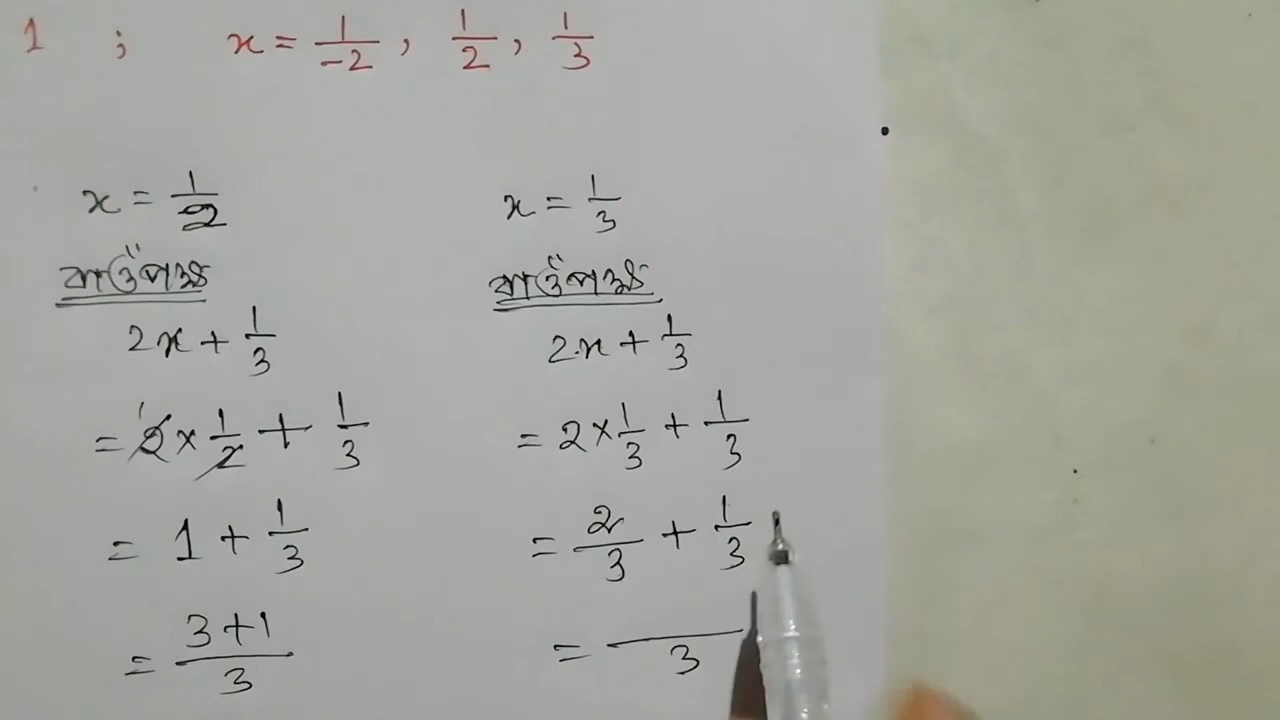 1 ; x = 1/-2, 1/2, 1/3
x = 1/2
বাওঁপক্ষ
2x + 1/3
= 2 × 1/2 + 1/3
= 1 + 1/3
= (3+1)/3
x = 1/3
বাওঁপক্ষ
2x + 1/3
= 2 × 1/3 + 1/3
= 2/3 + 1/3
= /3